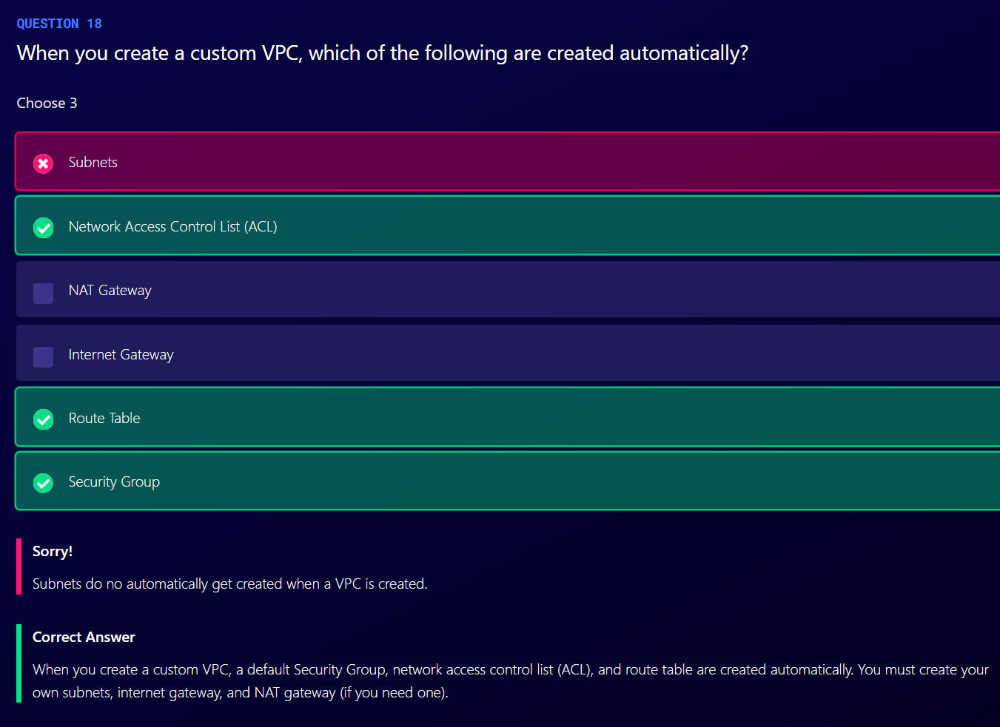 QUESTION 18
When you create a custom VPC, which of the following are created automatically?
Choose 3
Subnets
Network Access Control List (ACL)
NAT Gateway
Internet Gateway
Route Table
Security Group
Sorry!
Subnets do no automatically get created when a VPC is created.
Correct Answer
When you create a custom VPC, a default Security Group, network access control list (ACL), and route table are created automatically. You must create your
own subnets, internet gateway, and NAT gateway (if you need one).